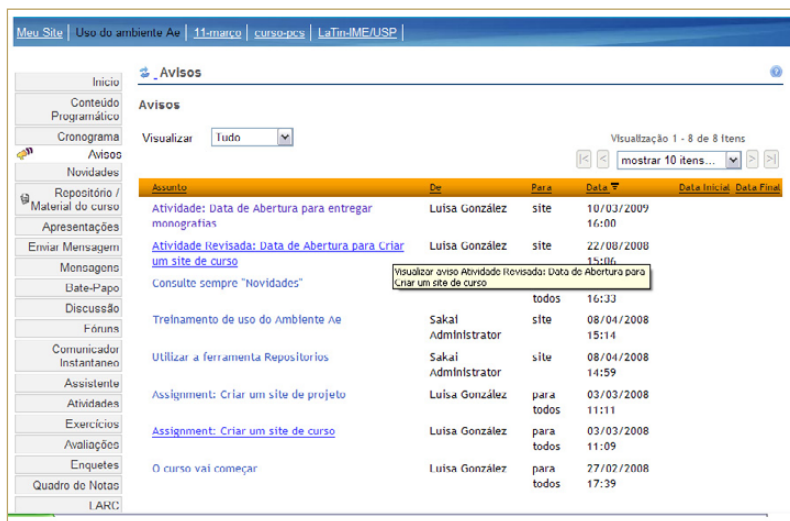 Meu Site | Uso do ambiente Ae | 11-março | curso-pcs | LaTin-IME/USP |
Avisos
Início
Conteúdo
Programático
Cronograma
Avisos
Novidades
Repositório /
Material do curso
Apresentações
Enviar Mensagem
Mensagens
Bate-Papo
Discussão
Fóruns
Comunicador
Instantaneo
Assistente
Atividades
Exercícios
Avaliações
Enquetes
Quadro de Notas
LARC
Avisos
Visualizar Tudo
Visualização 1 - 8 de 8 itens
|< < mostrar 10 itens... > >|
Assunto De Para Data Data Inicial Data Final
Atividade: Data de Abertura para entregar Luisa González site 10/03/2009
monografias 16:00
Atividade Revisada: Data de Abertura para Criar Luisa González site 22/08/2008
um site de curso 15:06
Visualizar aviso Atividade Revisada: Data de Abertura para
Criar um site de curso
Consulte sempre "Novidades"
todos 16:33
Treinamento de uso do Ambiente Ae Sakai site 08/04/2008
Administrator 15:14
Utilizar a ferramenta Repositorios Sakai site 08/04/2008
Administrator 14:59
Assignment: Criar um site de projeto Luisa González para 03/03/2008
todos 11:11
Assignment: Criar um site de curso Luisa González para 03/03/2008
todos 11:09
O curso vai começar Luisa González para 27/02/2008
todos 17:39